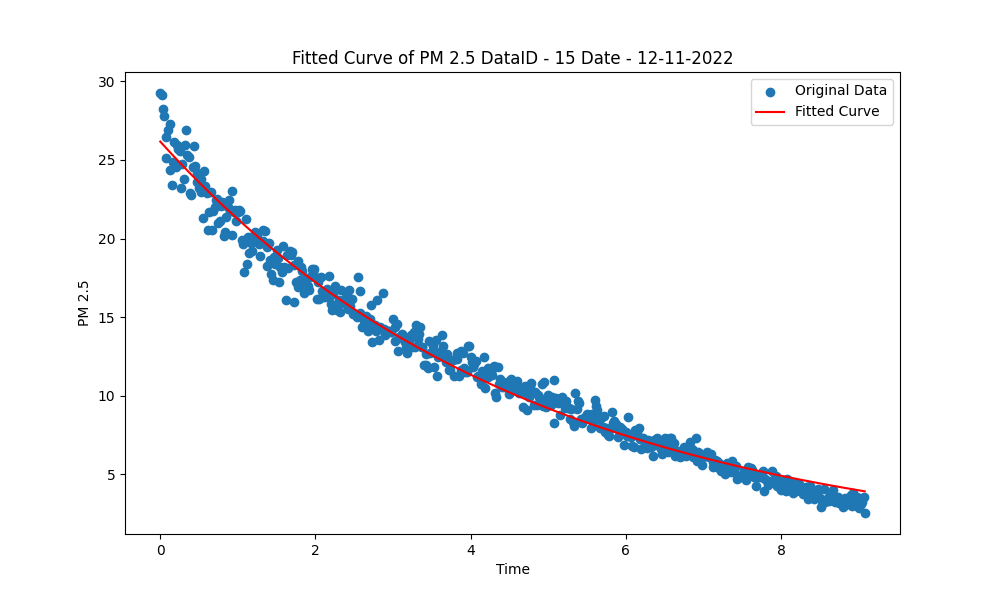 Fitted Curve of PM 2.5 DataID - 15 Date - 12-11-2022
Original Data
Fitted Curve
30
25
20
15
10
5
PM 2.5
0 2 4 6 8
Time